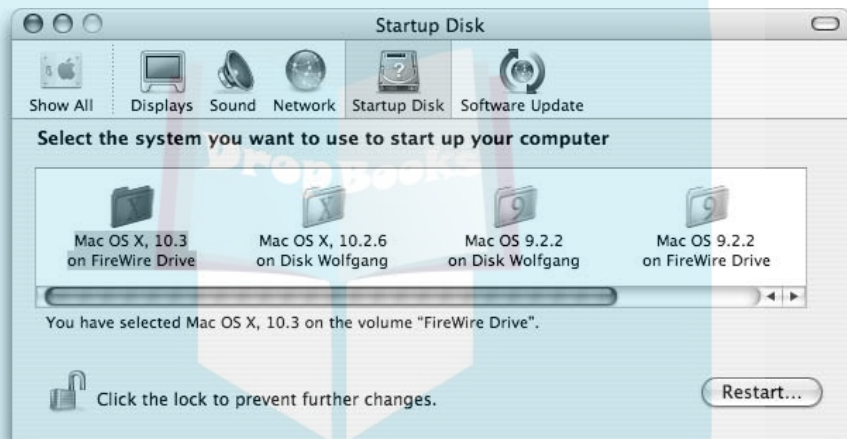 Startup Disk
Show All Displays Sound Network Startup Disk Software Update
Select the system you want to use to start up your computer
DropBooks
Mac OS X, 10.3
on FireWire Drive
Mac OS X, 10.2.6
on Disk Wolfgang
Mac OS 9.2.2
on Disk Wolfgang
Mac OS 9.2.2
on FireWire Drive
You have selected Mac OS X, 10.3 on the volume “FireWire Drive”.
Click the lock to prevent further changes.
Restart...